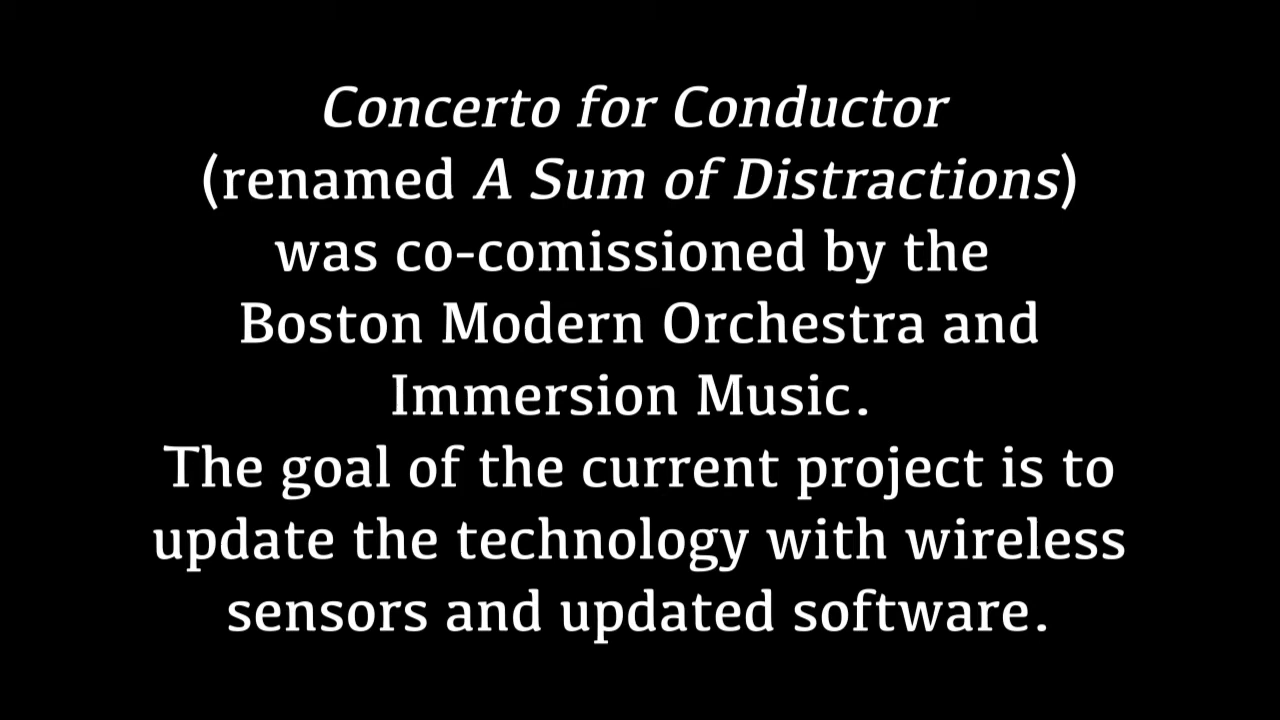 Concerto for Conductor
(renamed A Sum of Distractions)
was co-comissioned by the
Boston Modern Orchestra and
Immersion Music.
The goal of the current project is to
update the technology with wireless
sensors and updated software.